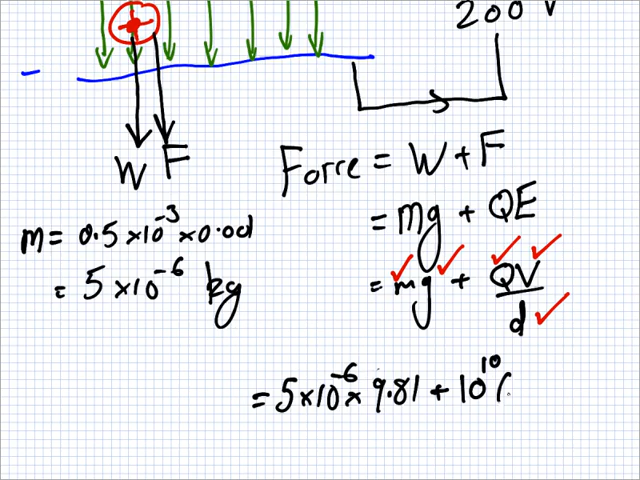 200 V
W F
Force = W + F
= mg + QE
m = 0.5 × 10⁻³ × 0.001
= mg + QV/d
= 5 × 10⁻⁶ kg
= 5 × 10⁻⁶ × 9.81 + 10¹⁰ (